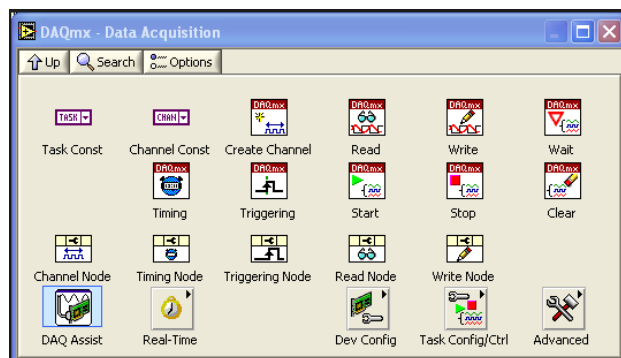 DAQmx - Data Acquisition
Up Search Options
TASK CHAN DAQmx DAQmx DAQmx DAQmx
Task Const Channel Const Create Channel Read Write Wait
DAQmx DAQmx DAQmx DAQmx DAQmx
Timing Triggering Start Stop Clear
Channel Node Timing Node Triggering Node Read Node Write Node
DAQ Assist Real-Time Dev Config Task Config/Ctrl Advanced